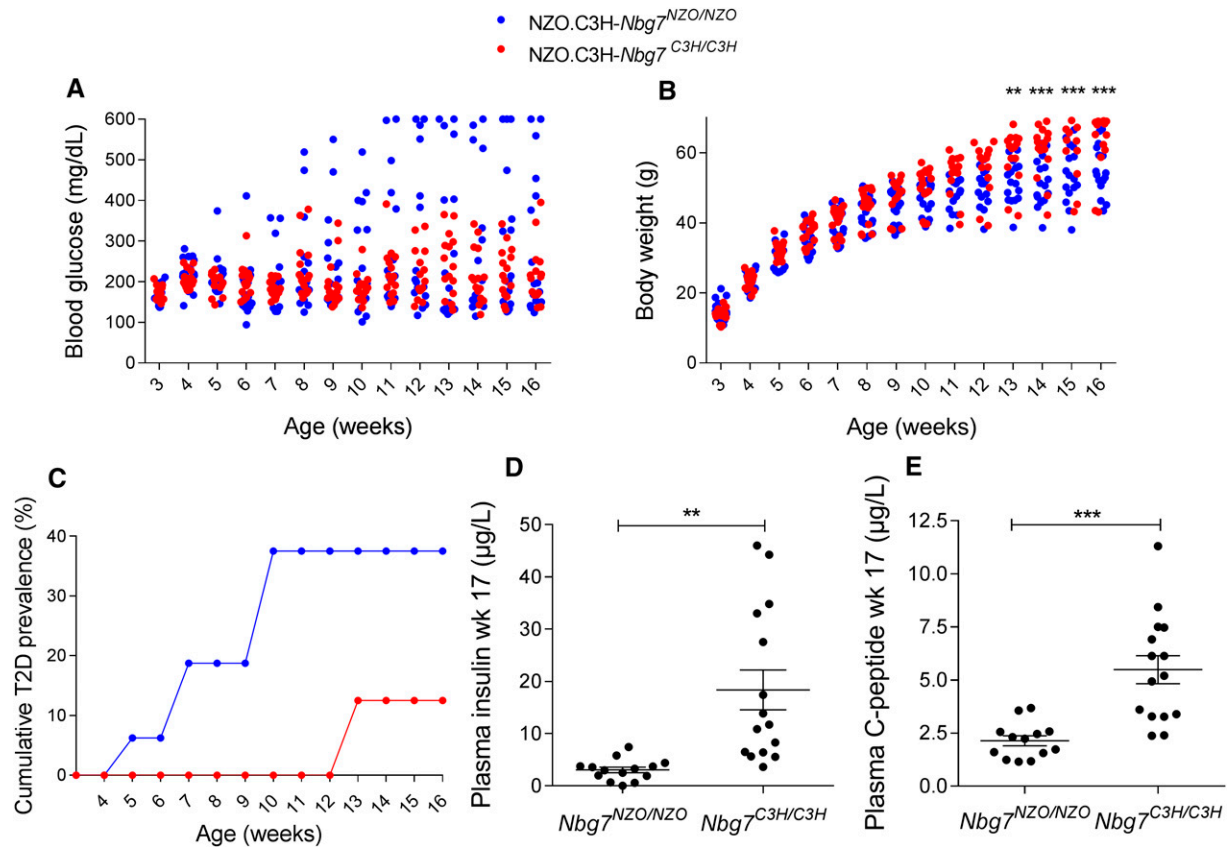 NZO.C3H-Nbg7NZO/NZO
NZO.C3H-Nbg7 C3H/C3H
A
Blood glucose (mg/dL)
600
500
400
300
200
100
0
3 4 5 6 7 8 9 10 11 12 13 14 15 16
Age (weeks)
B
** *** *** ***
Body weight (g)
60
40
20
0
3 4 5 6 7 8 9 10 11 12 13 14 15 16
Age (weeks)
C
Cumulative T2D prevalence (%)
40
30
20
10
0
4 5 6 7 8 9 10 11 12 13 14 15 16
Age (weeks)
D
**
Plasma insulin wk 17 (µg/L)
50
40
30
20
10
0
Nbg7NZO/NZO Nbg7C3H/C3H
E
***
Plasma C-peptide wk 17 (µg/L)
12.5
10.0
7.5
5.0
2.5
0.0
Nbg7NZO/NZO Nbg7C3H/C3H